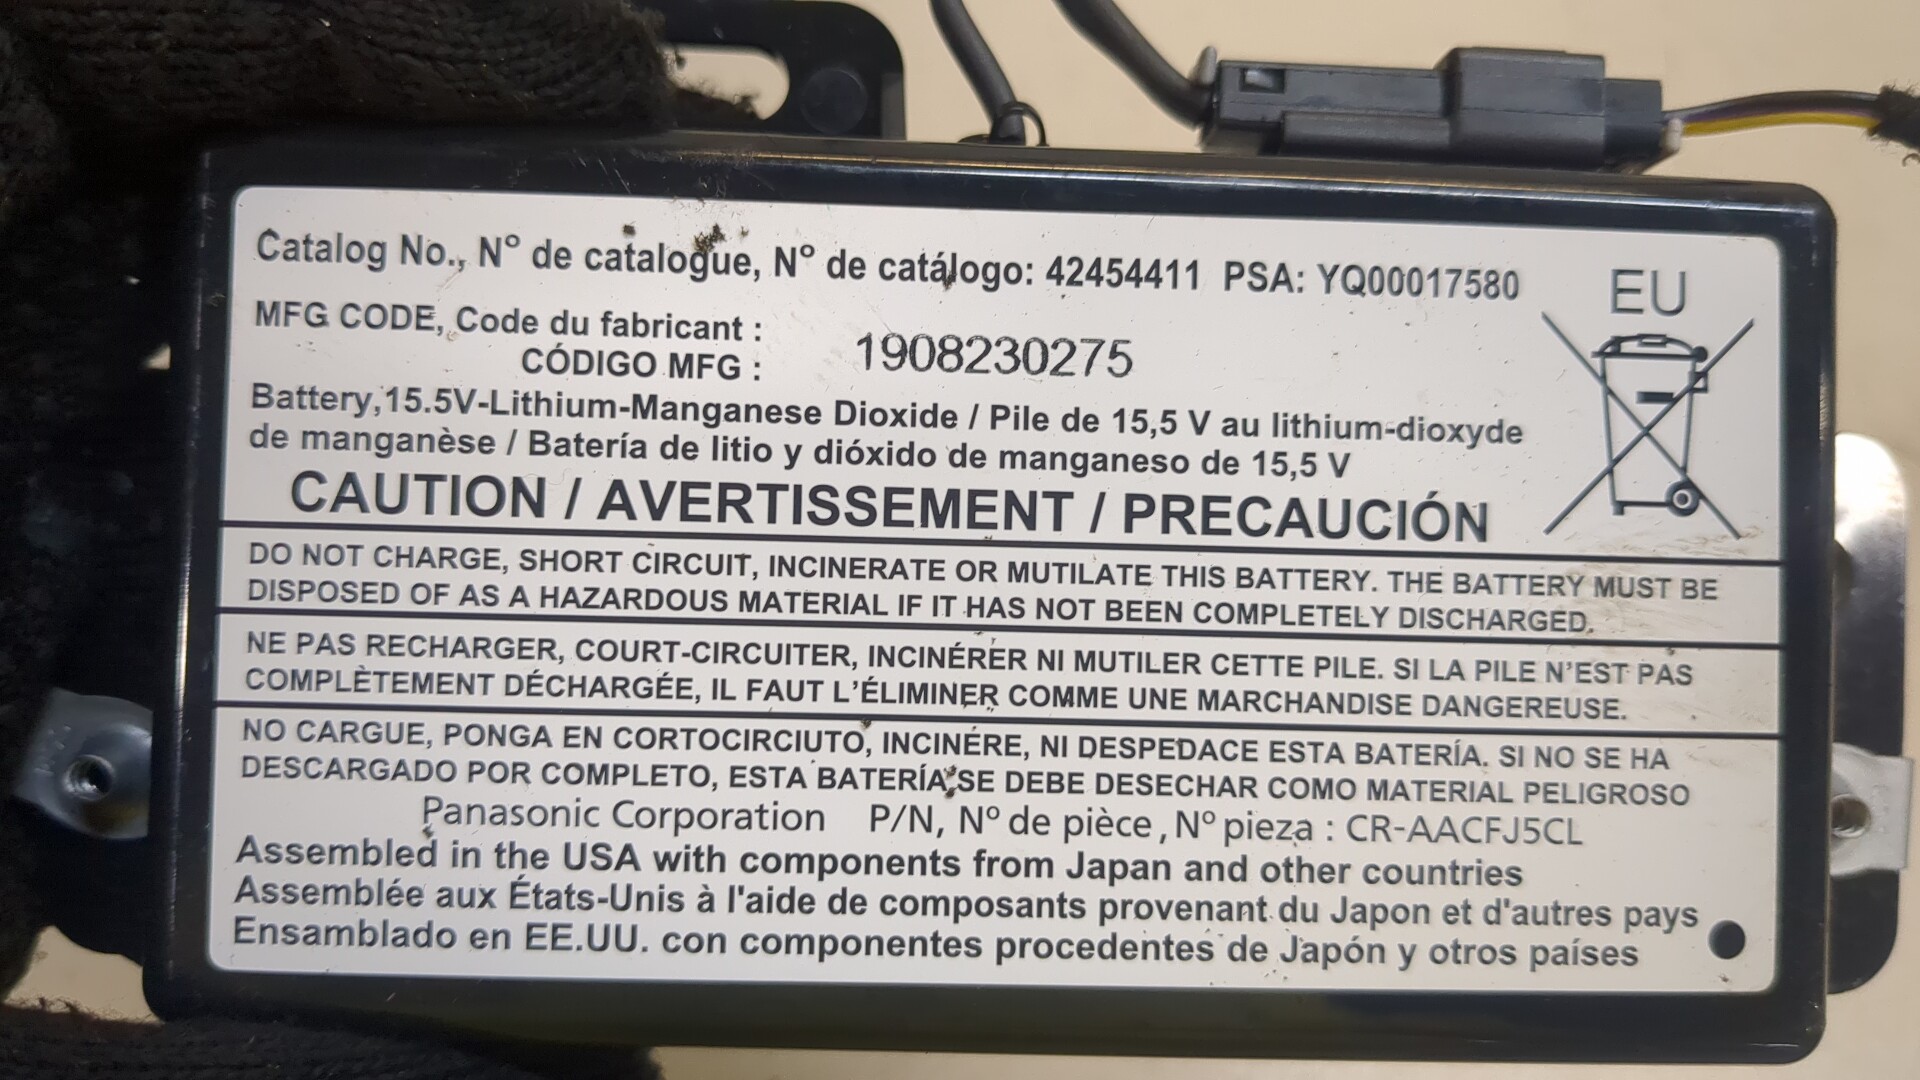 Catalog No., N° de catalogue, N° de catálogo: 42454411 PSA: YQ00017580
EU
MFG CODE, Code du fabricant :
CÓDIGO MFG :
1908230275
Battery,15.5V-Lithium-Manganese Dioxide / Pile de 15,5 V au lithium-dioxyde
de manganèse / Batería de litio y dióxido de manganeso de 15,5 V
CAUTION / AVERTISSEMENT / PRECAUCIÓN
DO NOT CHARGE, SHORT CIRCUIT, INCINERATE OR MUTILATE THIS BATTERY. THE BATTERY MUST BE
DISPOSED OF AS A HAZARDOUS MATERIAL IF IT HAS NOT BEEN COMPLETELY DISCHARGED.
NE PAS RECHARGER, COURT-CIRCUITER, INCINÉRER NI MUTILER CETTE PILE. SI LA PILE N'EST PAS
COMPLÈTEMENT DÉCHARGÉE, IL FAUT L'ÉLIMINER COMME UNE MARCHANDISE DANGEREUSE.
NO CARGUE, PONGA EN CORTOCIRCIUTO, INCINÉRE, NI DESPEDACE ESTA BATERÍA. SI NO SE HA
DESCARGADO POR COMPLETO, ESTA BATERÍA SE DEBE DESECHAR COMO MATERIAL PELIGROSO
Panasonic Corporation P/N, N° de pièce, N° pieza : CR-AACFJ5CL
Assembled in the USA with components from Japan and other countries
Assemblée aux États-Unis à l'aide de composants provenant du Japon et d'autres pays
Ensamblado en EE.UU. con componentes procedentes de Japón y otros países